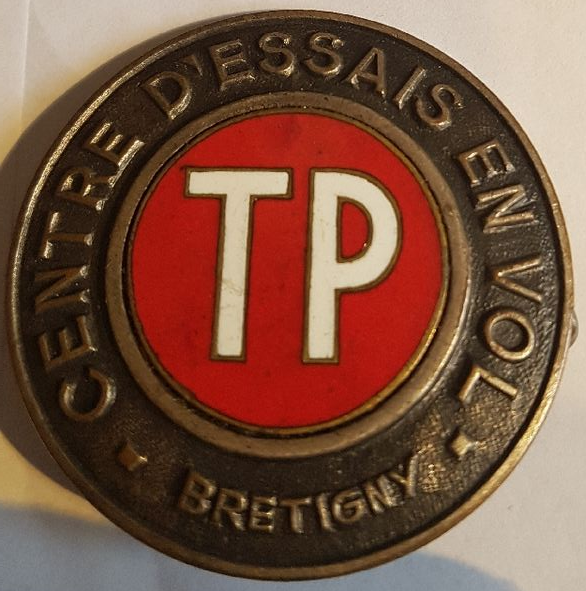 CENTRE D'ESSAIS EN VOL
TP
BRETIGNY